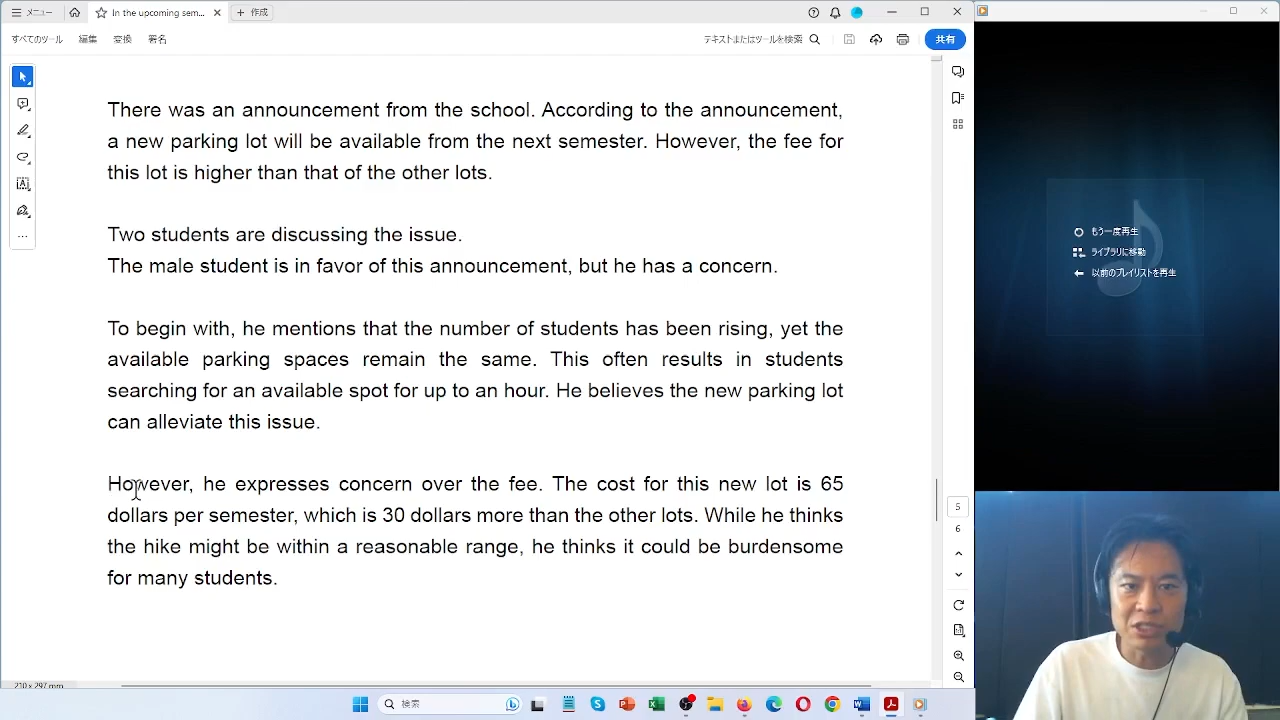 メニュー
In the upcoming sem...
作成
すべてのツール 編集 変換 署名
テキストまたはツールを検索
共有
There was an announcement from the school. According to the announcement,
a new parking lot will be available from the next semester. However, the fee for
this lot is higher than that of the other lots.
Two students are discussing the issue.
The male student is in favor of this announcement, but he has a concern.
To begin with, he mentions that the number of students has been rising, yet the
available parking spaces remain the same. This often results in students
searching for an available spot for up to an hour. He believes the new parking lot
can alleviate this issue.
However, he expresses concern over the fee. The cost for this new lot is 65
dollars per semester, which is 30 dollars more than the other lots. While he thinks
the hike might be within a reasonable range, he thinks it could be burdensome
for many students.
5
6
210 x 297 mm
もう一度再生
ライブラリに移動
以前のプレイリストを再生
検索